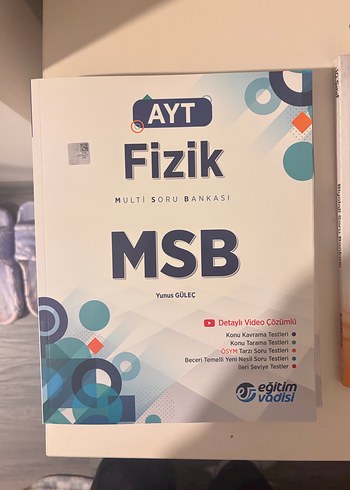 AYT
Fizik
MULTİ SORU BANKASI
MSB
Yunus GÜLEÇ
Detaylı Video Çözümlü
Konu Kavrama Testleri
Konu Tarama Testleri
ÖSYM Tarzı Soru Testleri
Beceri Temelli Yeni Nesil Soru Testleri
İleri Seviye Testler
eğitim
vadisi